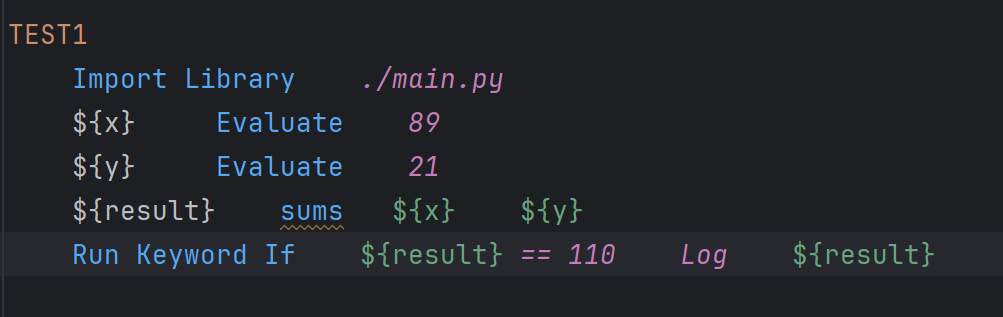 TEST1
Import Library    ./main.py
${x}    Evaluate    89
${y}    Evaluate    21
${result}    sums    ${x}    ${y}
Run Keyword If    ${result} == 110    Log    ${result}